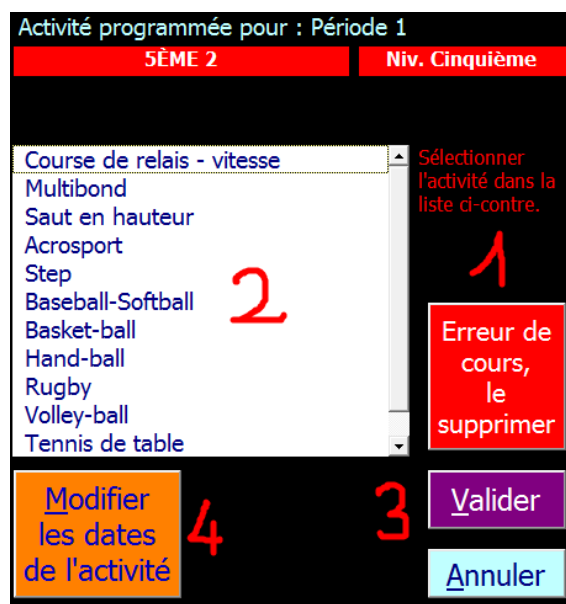 Activité programmée pour : Période 1
5ÈME 2
Niv. Cinquième
Course de relais - vitesse
Multibond
Saut en hauteur
Acrosport
Step
Baseball-Softball
Basket-ball
Hand-ball
Rugby
Volley-ball
Tennis de table
2
Sélectionner
l'activité dans la
liste ci-contre.
1
Erreur de
cours,
le
supprimer
Modifier
les dates
de l'activité
4
3
Valider
Annuler